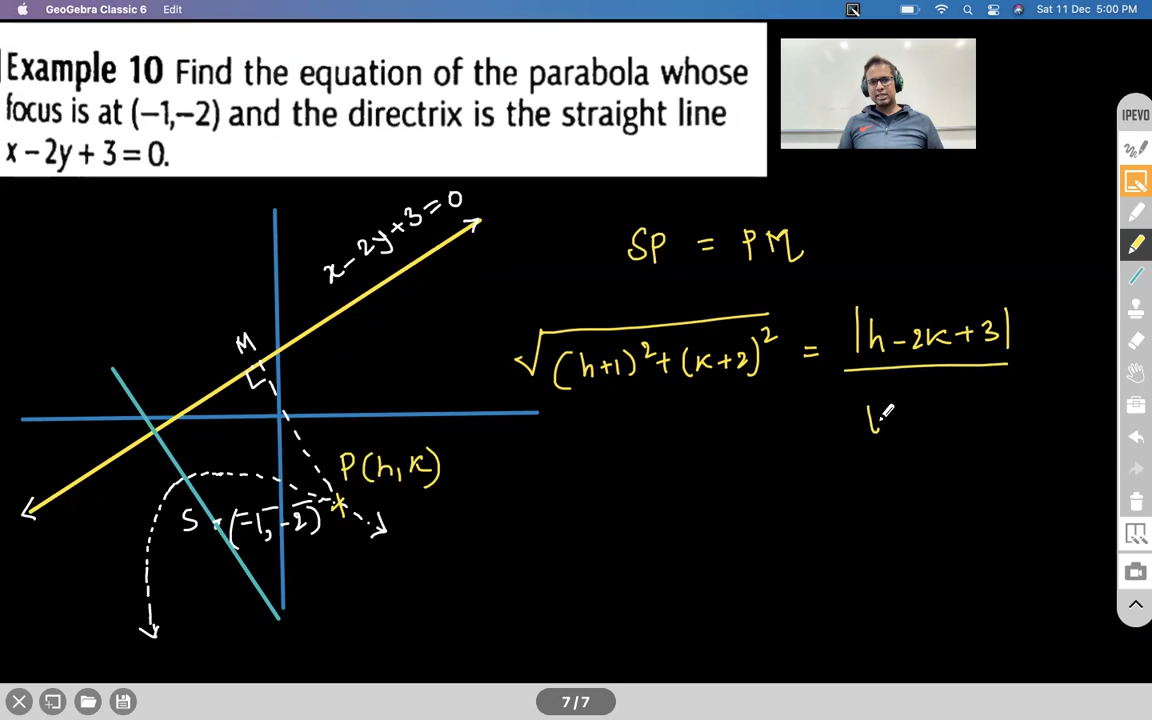 GeoGebra Classic 6 Edit
Sat 11 Dec 5:00 PM
Example 10 Find the equation of the parabola whose
focus is at (−1,−2) and the directrix is the straight line
x − 2y + 3 = 0.
IPEVO
x-2y+3=0
SP = PM
M
√(h+1)²+(k+2)² = |h-2k+3|
P(h,k)
S (-1,-2)
7/7